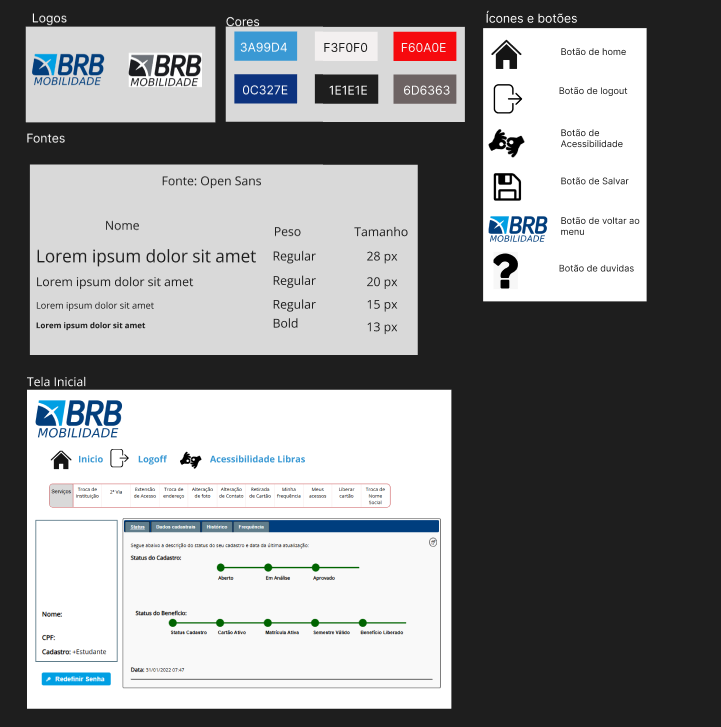 Logos
BRB
MOBILIDADE
BRB
MOBILIDADE
Cores
3A99D4
F3F0F0
F60A0E
0C327E
1E1E1E
6D6363
Ícones e botões
Botão de home
Botão de logout
Botão de
Acessibilidade
Botão de Salvar
BRB
MOBILIDADE
Botão de voltar ao
menu
Botão de duvidas
Fontes
Fonte: Open Sans
Nome
Peso
Tamanho
Lorem ipsum dolor sit amet
Regular
28 px
Lorem ipsum dolor sit amet
Regular
20 px
Lorem ipsum dolor sit amet
Regular
15 px
Lorem ipsum dolor sit amet
Bold
13 px
Tela Inicial
BRB
MOBILIDADE
Inicio
Logoff
Acessibilidade Libras
Serviços
Troca de
Instituição
2ª Via
Extensão
de Acesso
Troca de
endereço
Alteração
de foto
Alteração
de Contato
Retirada
de Cartão
Minha
Frequência
Meus
acessos
Liberar
cartão
Troca de
Nome
Social
Status
Dados cadastrais
Histórico
Frequência
Segue abaixo a descrição do status do seu cadastro e data da última atualização:
Status do Cadastro:
Aberto
Em Análise
Aprovado
Status do Benefício:
Status Cadastro
Cartão Ativo
Matrícula Ativa
Semestre Válido
Benefício Liberado
Data: 31/01/2022 07:47
Nome:
CPF:
Cadastro: +Estudante
Redefinir Senha